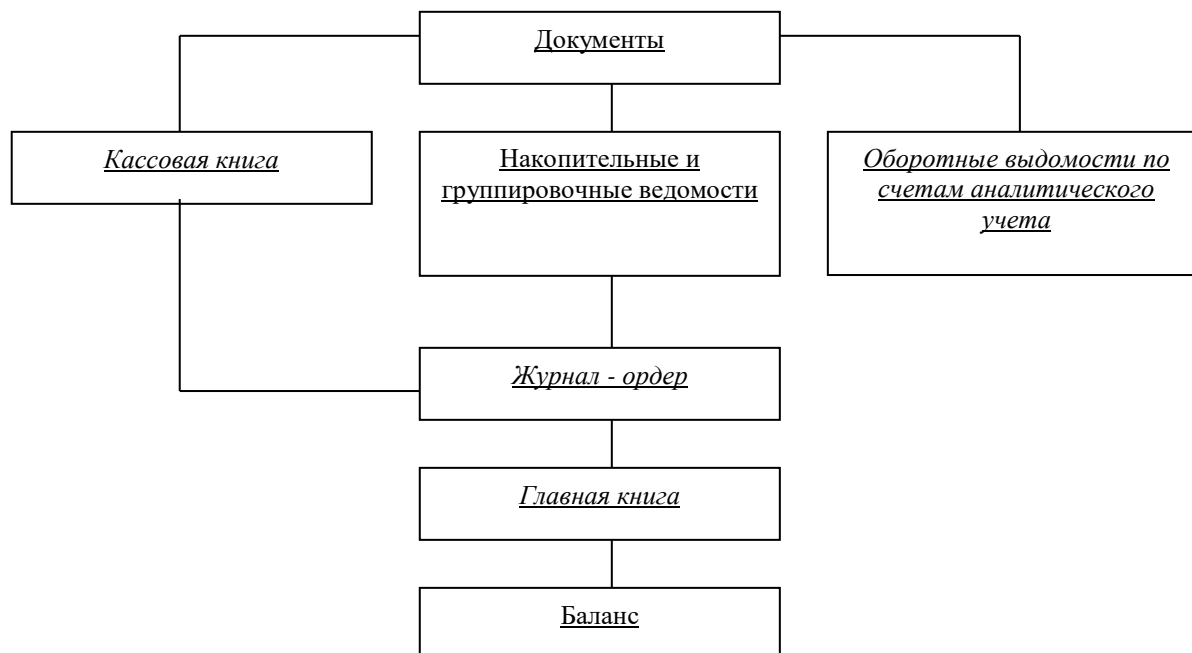 Документы
Кассовая книга
Накопительные и
группировочные ведомости
Оборотные выдомости по
счетам аналитического
учета
Журнал - ордер
Главная книга
Баланс